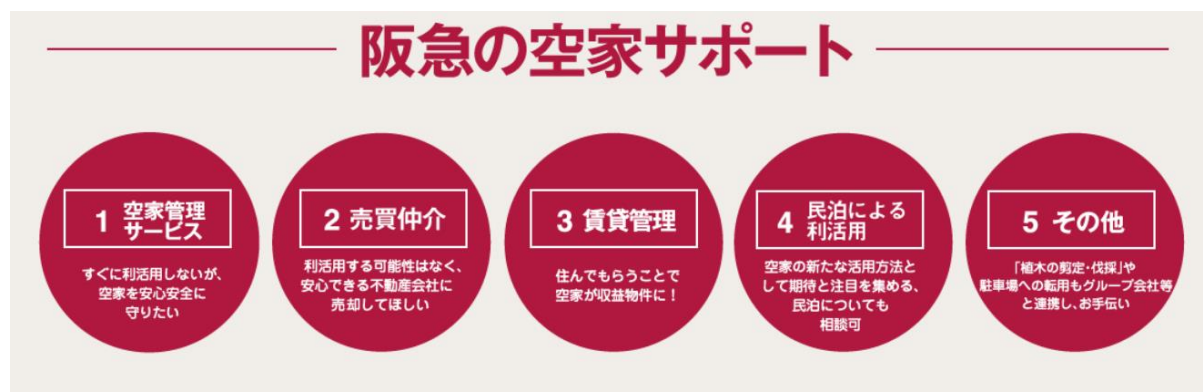 阪急の空家サポート
1 空家管理
サービス
すぐに利活用しないが、
空家を安心安全に
守りたい
2 売買仲介
利活用する可能性はなく、
安心できる不動産会社に
売却してほしい
3 賃貸管理
住んでもらうことで
空家が収益物件に！
4 民泊による
利活用
空家の新たな活用方法と
して期待と注目を集める、
民泊についても
相談可
5 その他
「植木の剪定・伐採」や
駐車場への転用もグループ会社等
と連携し、お手伝い